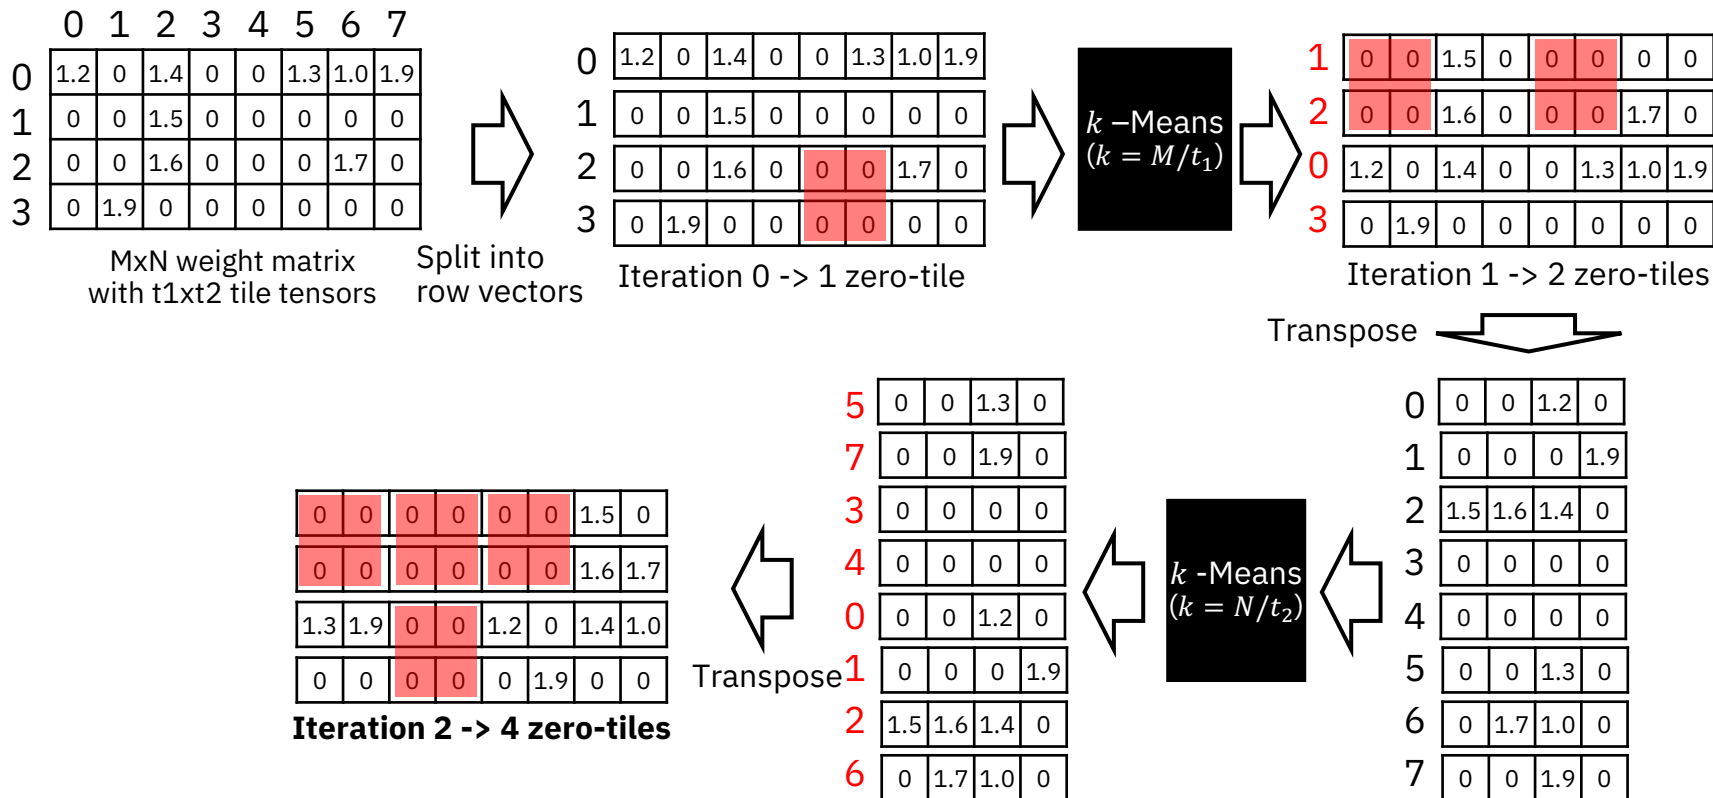 0 1 2 3 4 5 6 7
0 1.2 0 1.4 0 0 1.3 1.0 1.9
1 0 0 1.5 0 0 0 0 0
2 0 0 1.6 0 0 0 1.7 0
3 0 1.9 0 0 0 0 0 0
MxN weight matrix
with t1xt2 tile tensors
Split into
row vectors
0 1.2 0 1.4 0 0 1.3 1.0 1.9
1 0 0 1.5 0 0 0 0 0
2 0 0 1.6 0 0 0 1.7 0
3 0 1.9 0 0 0 0 0 0
Iteration 0 -> 1 zero-tile
k –Means
(k = M/t₁)
1 0 0 1.5 0 0 0 0 0
2 0 0 1.6 0 0 0 1.7 0
0 1.2 0 1.4 0 0 1.3 1.0 1.9
3 0 1.9 0 0 0 0 0 0
Iteration 1 -> 2 zero-tiles
Transpose
0 0 0 1.2 0
1 0 0 0 1.9
2 1.5 1.6 1.4 0
3 0 0 0 0
4 0 0 0 0
5 0 0 1.3 0
6 0 1.7 1.0 0
7 0 0 1.9 0
k -Means
(k = N/t₂)
5 0 0 1.3 0
7 0 0 1.9 0
3 0 0 0 0
4 0 0 0 0
0 0 0 1.2 0
1 0 0 0 1.9
2 1.5 1.6 1.4 0
6 0 1.7 1.0 0
Transpose
0 0 0 0 0 0 1.5 0
0 0 0 0 0 0 1.6 1.7
1.3 1.9 0 0 1.2 0 1.4 1.0
0 0 0 0 0 1.9 0 0
Iteration 2 -> 4 zero-tiles